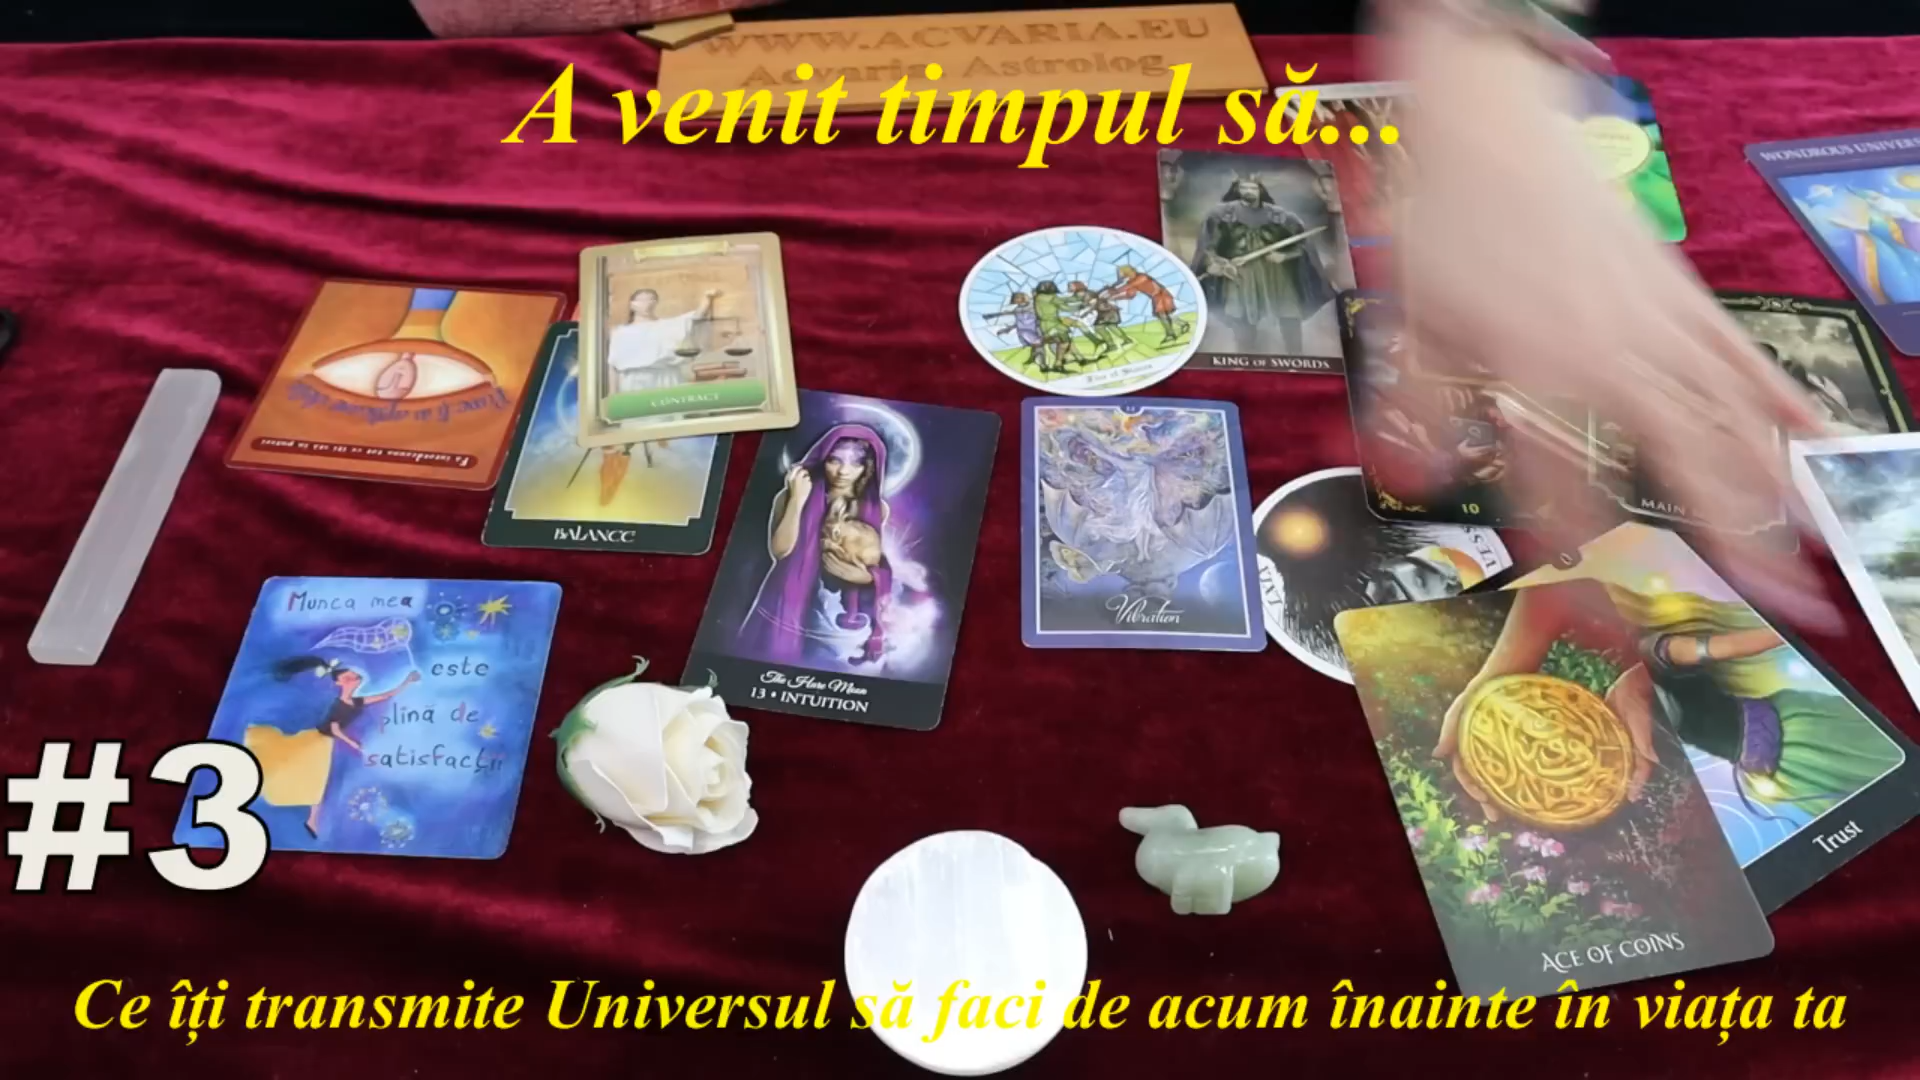 WWW.ACVARIA.EU
Acvaria Astrolog
A venit timpul să...
WONDROUS
KING OF SWORDS
CONTRACT
BALANCE
10
MAIN
Vibration
The Hare Moon
13 • INTUITION
Munca mea
este
plină de
satisfacții
#3
Trust
ACE OF COINS
Ce îți transmite Universul să faci de acum înainte în viața ta